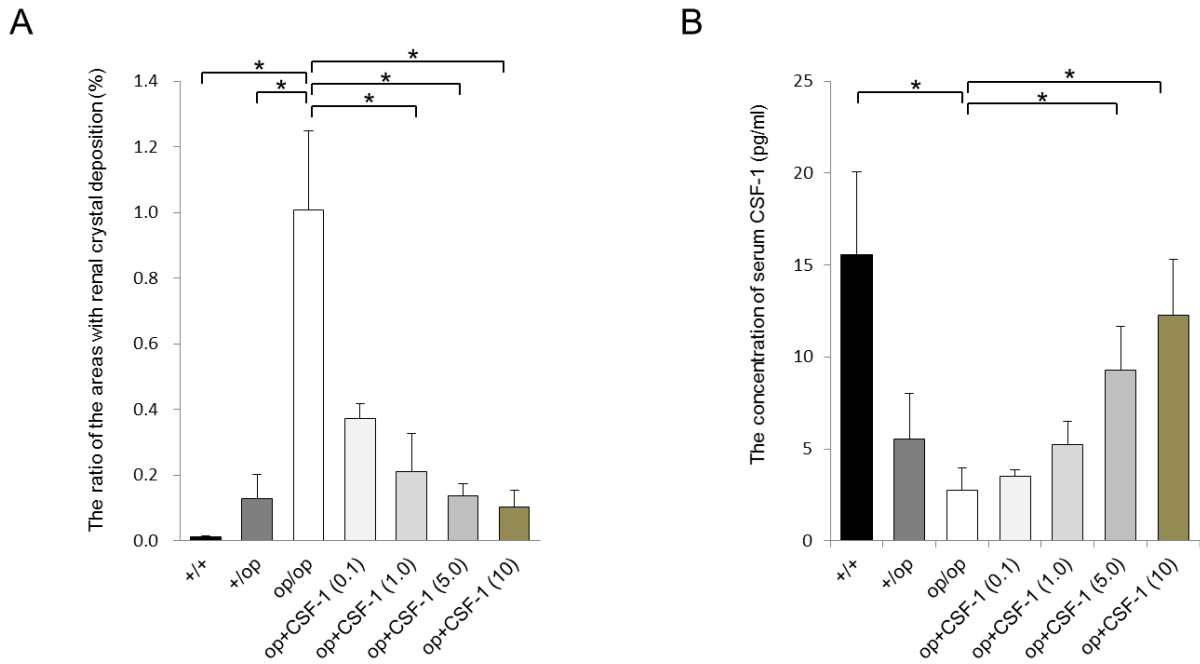 A
The ratio of the areas with renal crystal deposition (%)
1.4
1.2
1.0
0.8
0.6
0.4
0.2
0.0
*
*
*
*
*
+/+
+/op
op/op
op+CSF-1 (0.1)
op+CSF-1 (1.0)
op+CSF-1 (5.0)
op+CSF-1 (10)
B
The concentration of serum CSF-1 (pg/ml)
25
20
15
10
5
0
*
*
*
+/+
+/op
op/op
op+CSF-1 (0.1)
op+CSF-1 (1.0)
op+CSF-1 (5.0)
op+CSF-1 (10)